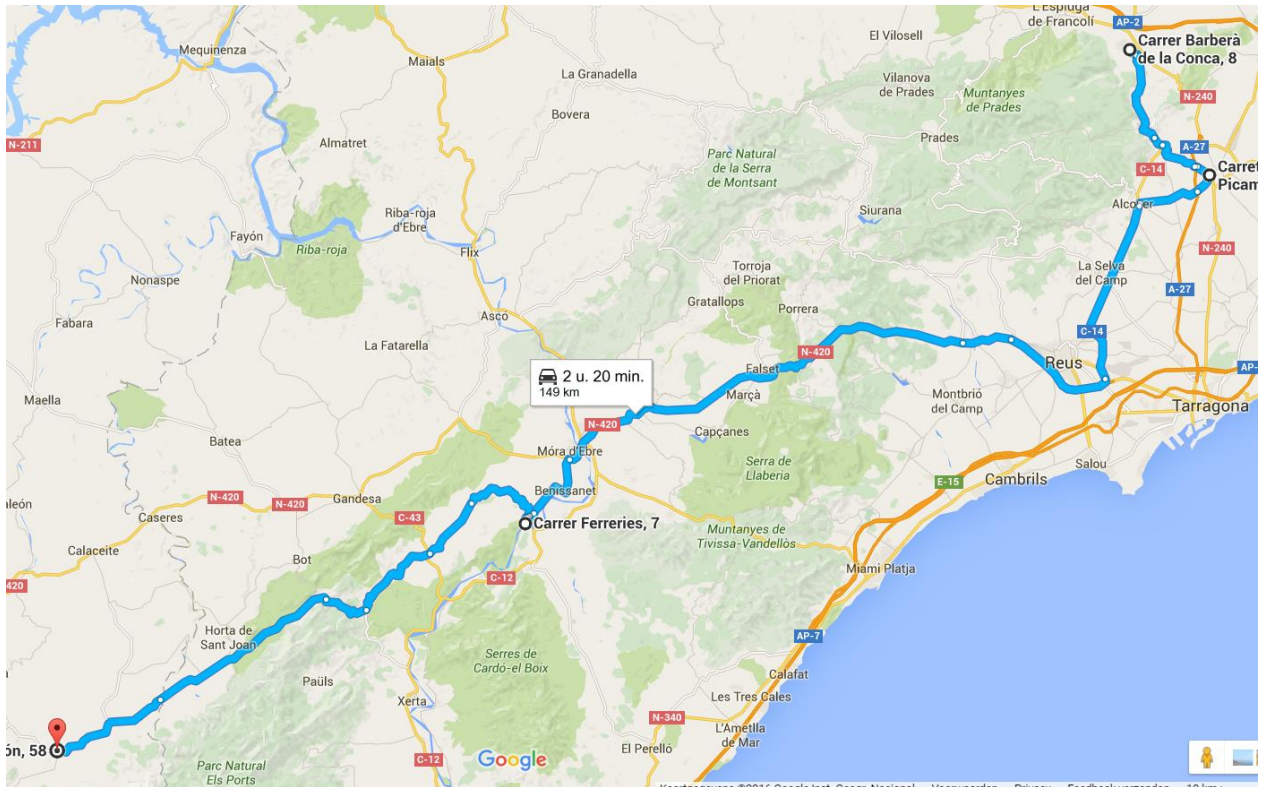 L'Espluga
de Francolí
AP-2
El Vilosell
Carrer Barberà
de la Conca, 8
Mequinenza
Maials
La Granadella
Vilanova
de Prades
Muntanyes
de Prades
N-240
Bovera
N-211
Almatret
Prades
A-27
Parc Natural
de la Serra
de Montsant
C-14
Carret
Picam
Riba-roja
d'Ebre
Siurana
Alcover
Fayón
Riba-roja
Flix
N-240
Nonaspe
Torroja
del Priorat
La Selva
del Camp
A-27
Gratallops
Porrera
Ascó
Fabara
C-14
La Fatarella
N-420
Reus
2 u. 20 min.
149 km
Falset
AP-
Maella
Marçà
Montbrió
del Camp
Tarragona
N-420
Capçanes
Batea
Móra d'Ebre
Serra de
Llaberia
Salou
E-15
Cambrils
Benissanet
N-420
N-420
Gandesa
aleón
Caseres
C-43
Carrer Ferreries, 7
Muntanyes de
Tivissa-Vandellòs
Calaceite
Bot
Miami Platja
C-12
420
Horta de
Sant Joan
AP-7
Serres de
Cardó-el Boix
Calafat
Paüls
Les Tres Cales
Xerta
N-340
L'Ametlla
de Mar
ón, 58
El Perelló
C-12
Google
Parc Natural
Els Ports